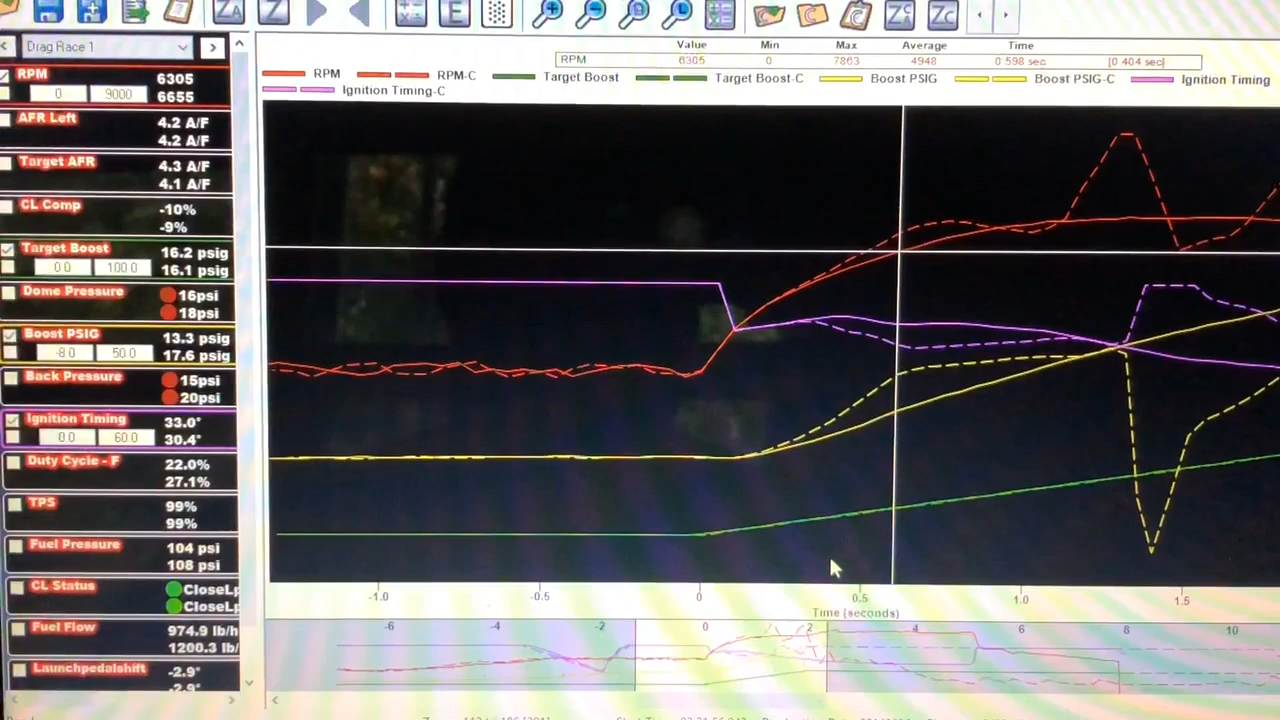 ZA
Z
E
ZC
A
ZC
Drag Race 1
Value Min Max Average Time
RPM 6305 0 7863 4948 0.598 sec [0.404 sec]
RPM RPM-C Target Boost Target Boost-C Boost PSIG Boost PSIG-C Ignition Timing
Ignition Timing-C
RPM 6305
0 9000 6655
AFR Left 4.2 A/F
4.2 A/F
Target AFR 4.3 A/F
4.1 A/F
CL Comp -10%
-9%
Target Boost 16.2 psig
0.0 100.0 16.1 psig
Dome Pressure 16psi
18psi
Boost PSIG 13.3 psig
-8.0 50.0 17.6 psig
Back Pressure 15psi
20psi
Ignition Timing 33.0°
0.0 60.0 30.4°
Duty Cycle - F 22.0%
27.1%
TPS 99%
99%
Fuel Pressure 104 psi
108 psi
CL Status CloseLp
CloseLp
Fuel Flow 974.9 lb/h
1200.3 lb/
Launchpedalshift -2.9°
-2.9°
-1.0 -0.5 0 0.5 1.0 1.5
Time (seconds)
-6 -4 -2 0 2 4 6 8 10